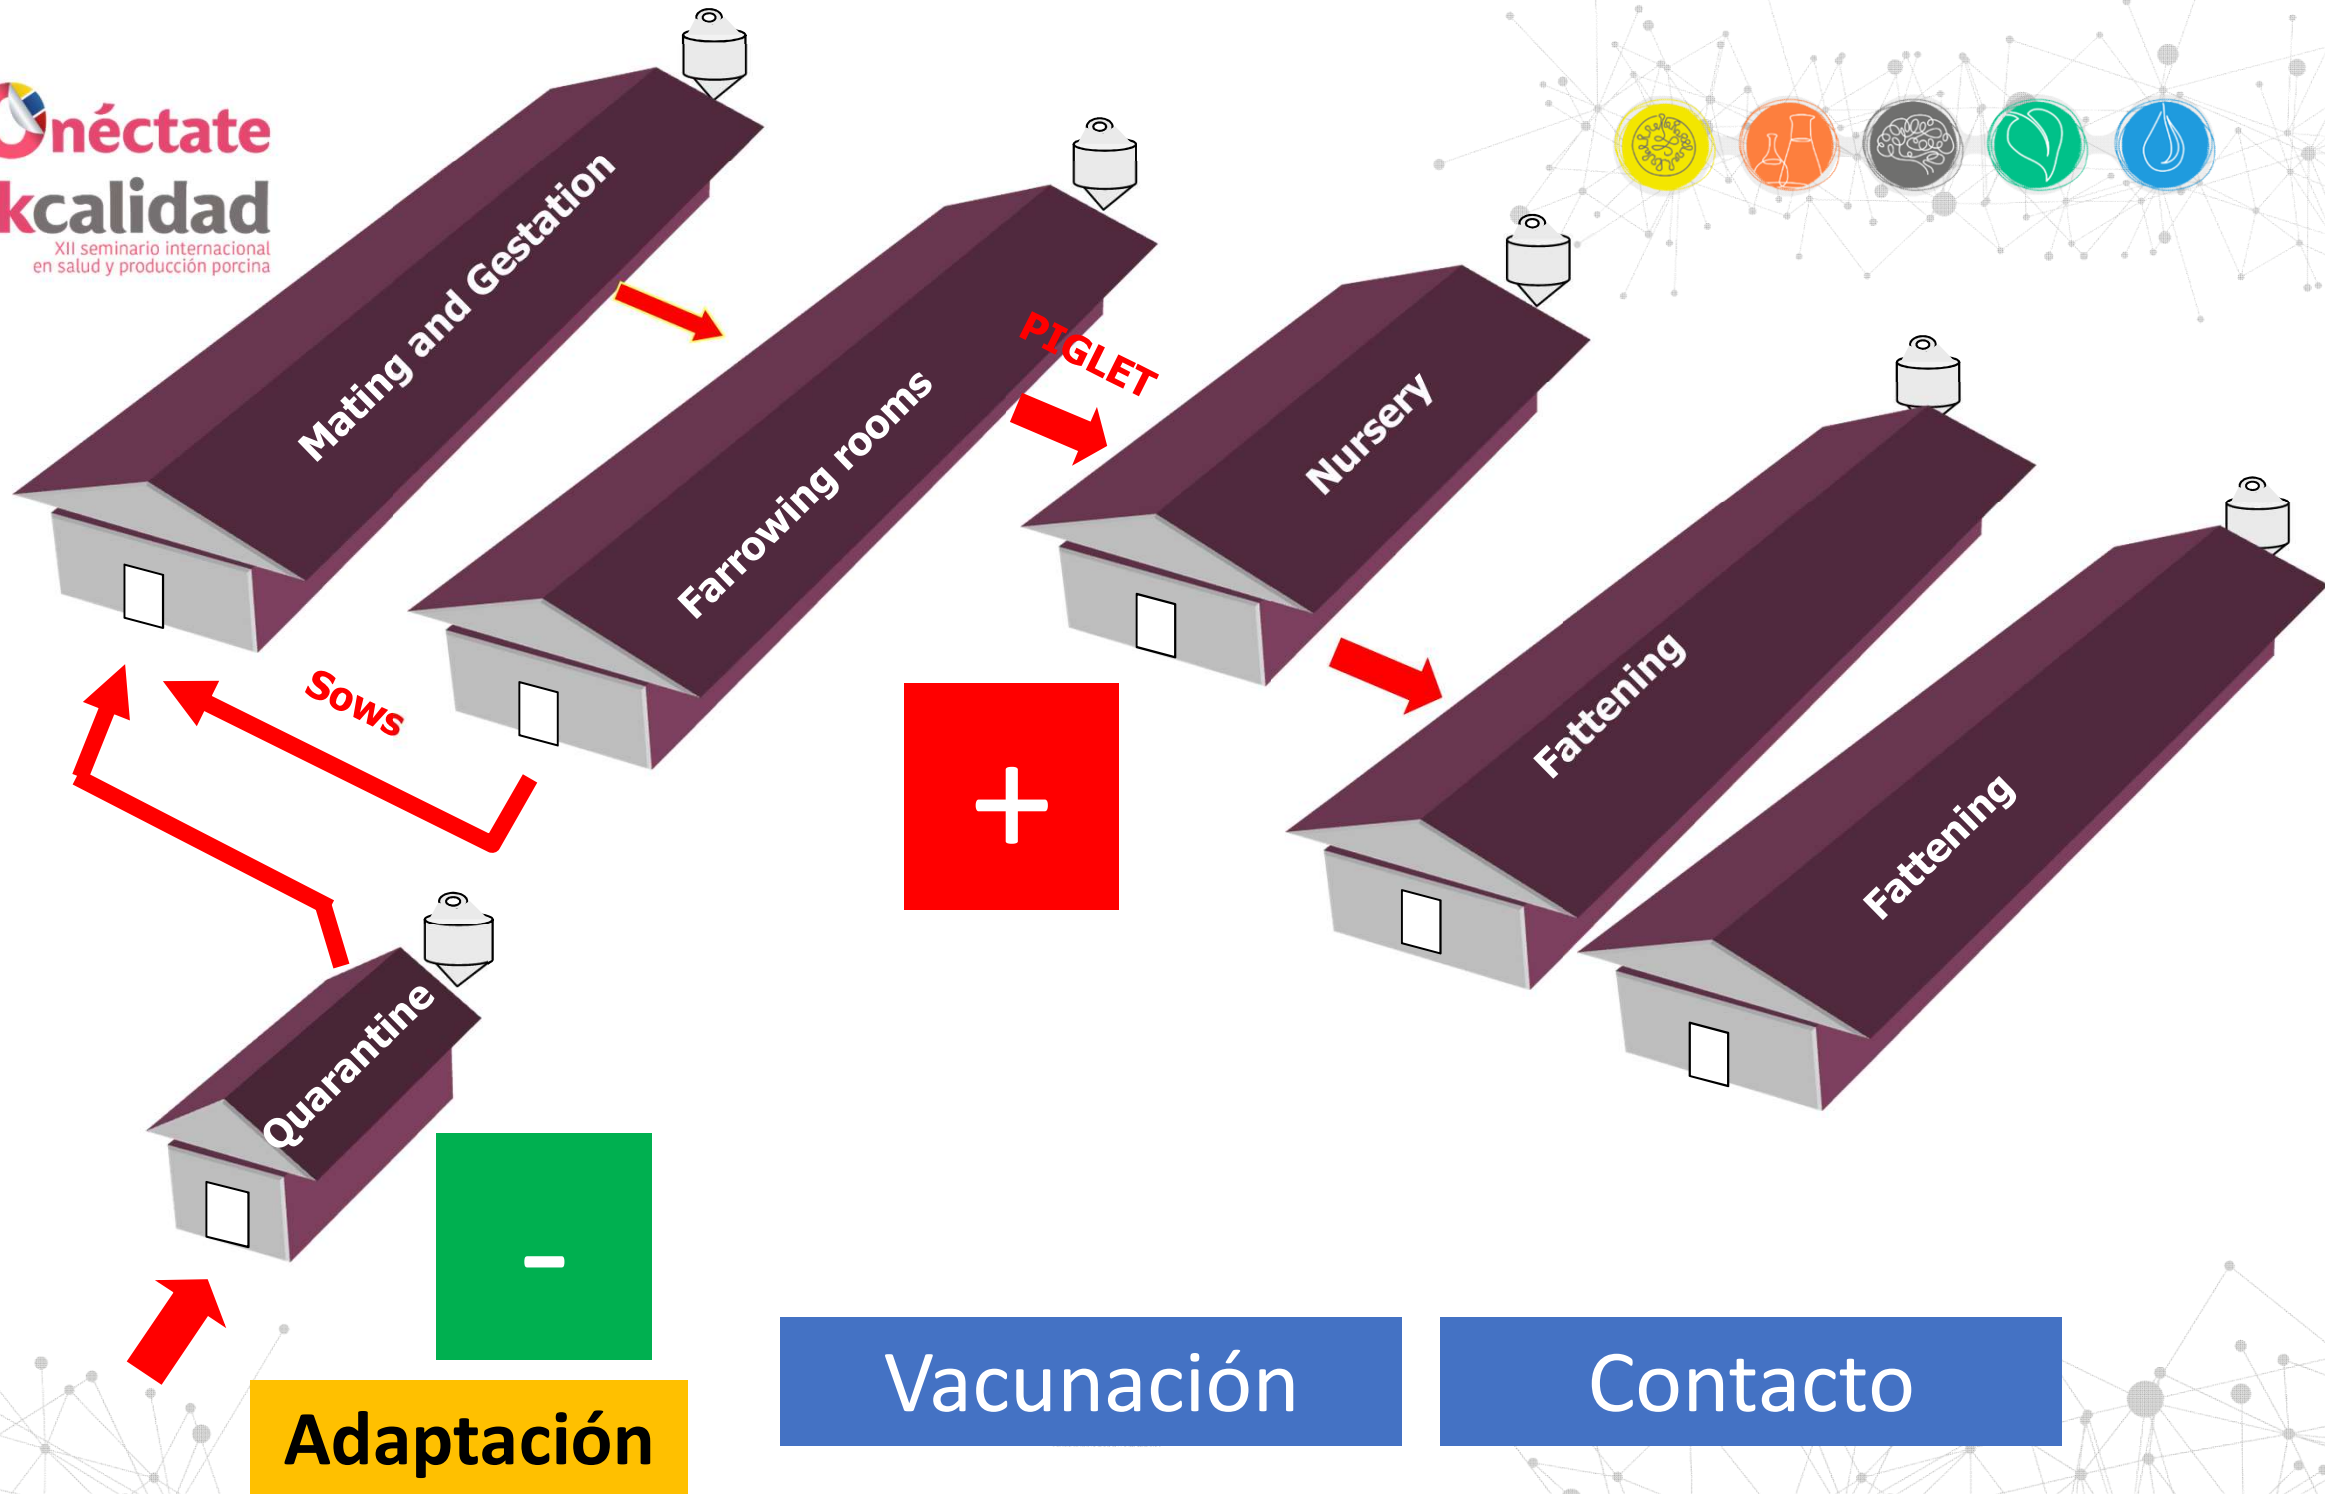 Onéctate
kcalidad
XII seminario internacional
en salud y producción porcina
Mating and Gestation
Farrowing rooms
PIGLET
Nursery
Fattening
Fattening
Sows
+
Quarantine
-
Adaptación
Vacunación
Contacto